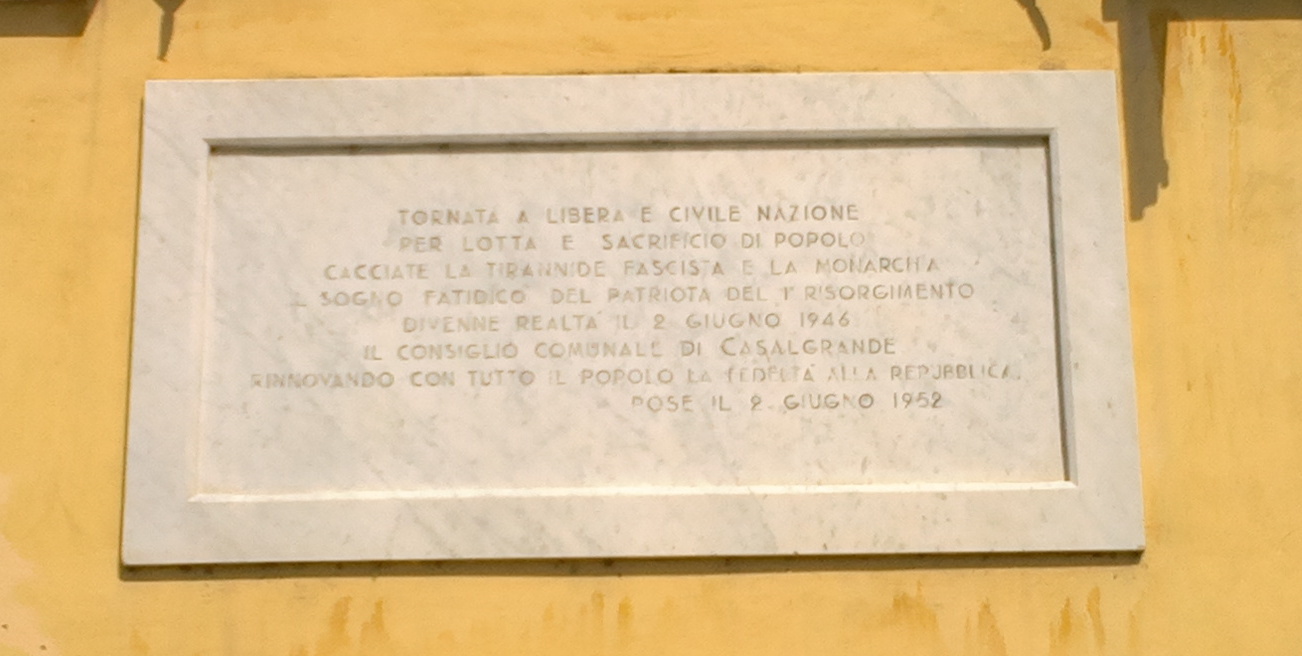 TORNATA A LIBERA E CIVILE NAZIONE
PER LOTTA E SACRIFICIO DI POPOLO
CACCIATE LA TIRANNIDE FASCISTA E LA MONARCHIA
IL SOGNO FATIDICO DEL PATRIOTA DEL 1° RISORGIMENTO
DIVENNE REALTA' IL 2 GIUGNO 1946
IL CONSIGLIO COMUNALE DI CASALGRANDE
RINNOVANDO CON TUTTO IL POPOLO LA FEDELTA' ALLA REPUBBLICA.
POSE IL 2 GIUGNO 1952